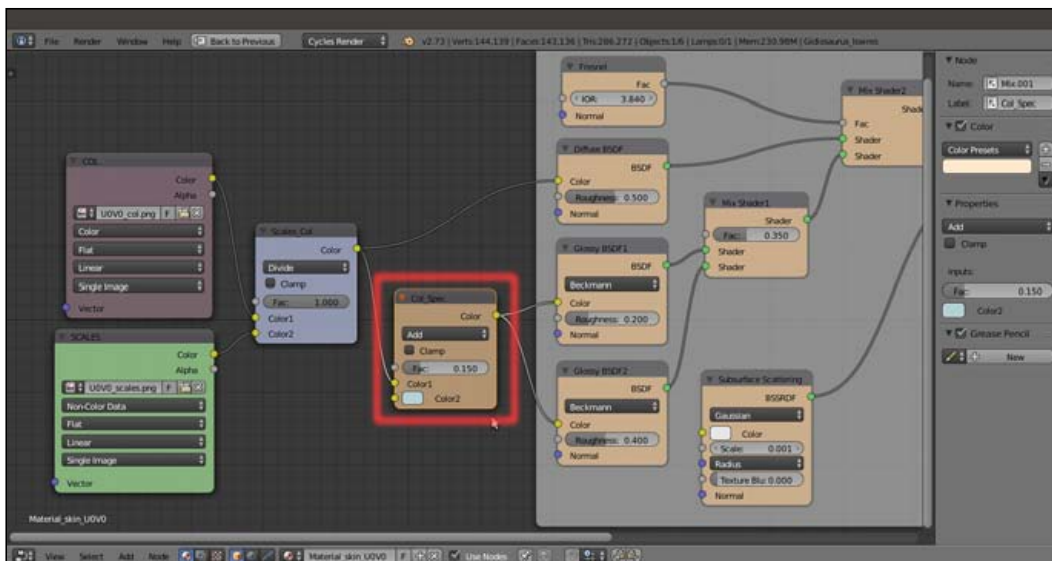 File Render Window Help Back to Previous Cycles Render v2.73 | Verts:144,139 | Faces:143,136 | Tris:286,272 | Objects:1/6 | Lamps:0/1 | Mem:230.98M | Gidiosaurus_lowres
COL
Color
Alpha
U0V0_col.png F
Color
Flat
Linear
Single Image
Vector
SCALES
Color
Alpha
U0V0_scales.png F
Non-Color Data
Flat
Linear
Single Image
Vector
Scales_Col
Color
Divide
Clamp
Fac: 1.000
Color1
Color2
Col_Spec
Color
Add
Clamp
Fac: 0.150
Color1
Color2
Fresnel
Fac
IOR: 3.840
Normal
Diffuse BSDF
BSDF
Color
Roughness: 0.500
Normal
Glossy BSDF1
BSDF
Beckmann
Color
Roughness: 0.200
Normal
Glossy BSDF2
BSDF
Beckmann
Color
Roughness: 0.400
Normal
Mix Shader1
Shader
Fac: 0.350
Shader
Shader
Subsurface Scattering
BSSRDF
Gaussian
Color
Scale: 0.001
Radius
Texture Blu: 0.000
Normal
Mix Shader2
Shade
Fac
Shader
Shader
Node
Name: Mix.001
Label: Col_Spec
Color
Color Presets
Properties
Add
Clamp
Inputs:
Fac: 0.150
Color2
Grease Pencil
New
Material_skin_U0V0
View Select Add Node Material_skin_U0V0 F Use Nodes